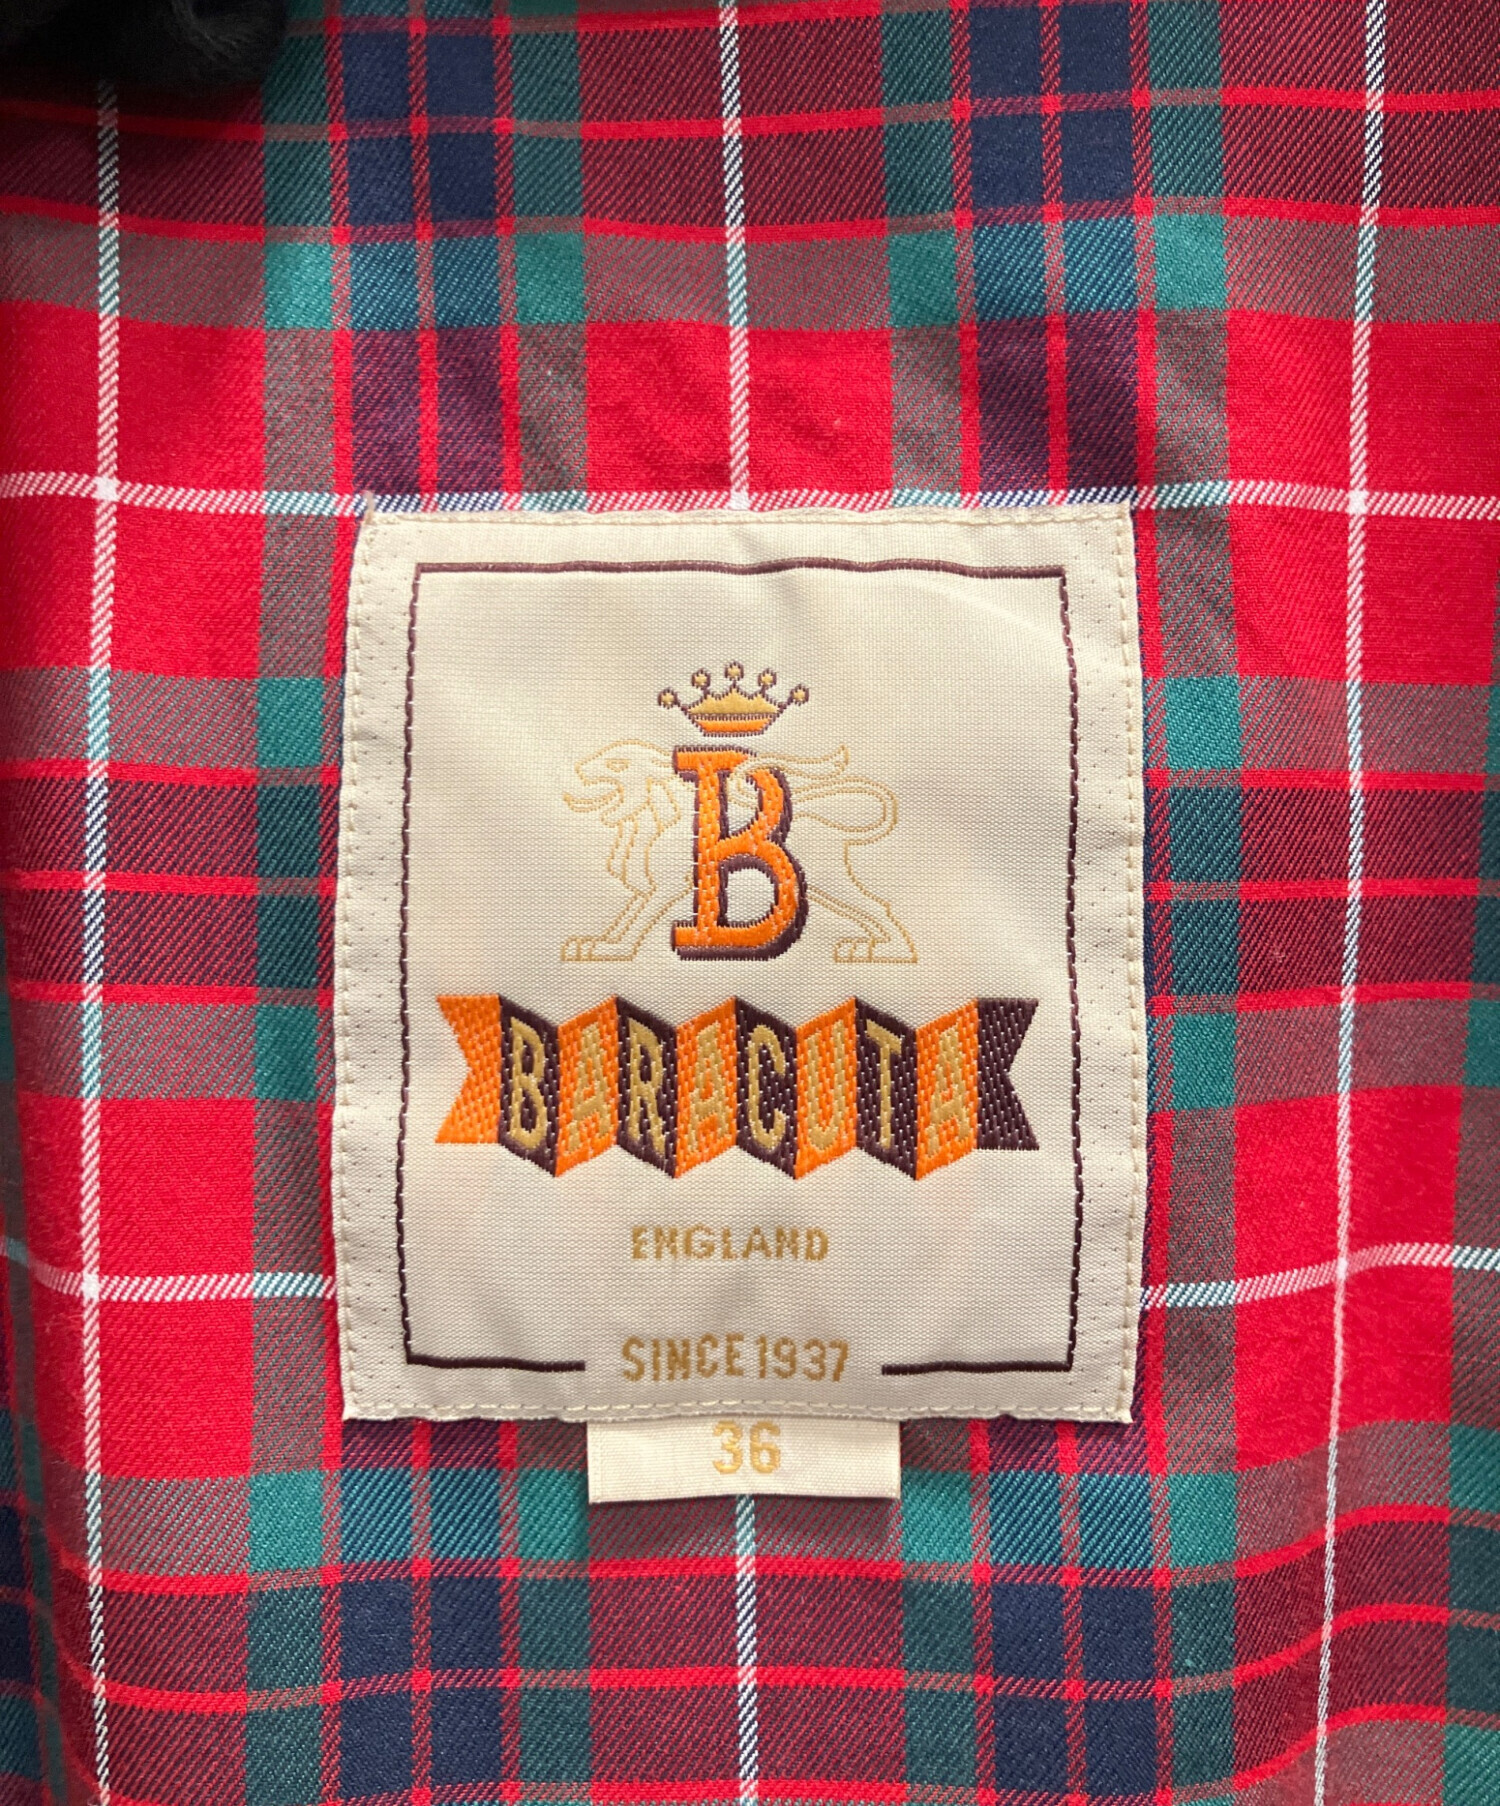 B
BARACUTA
ENGLAND
SINCE 1937
36